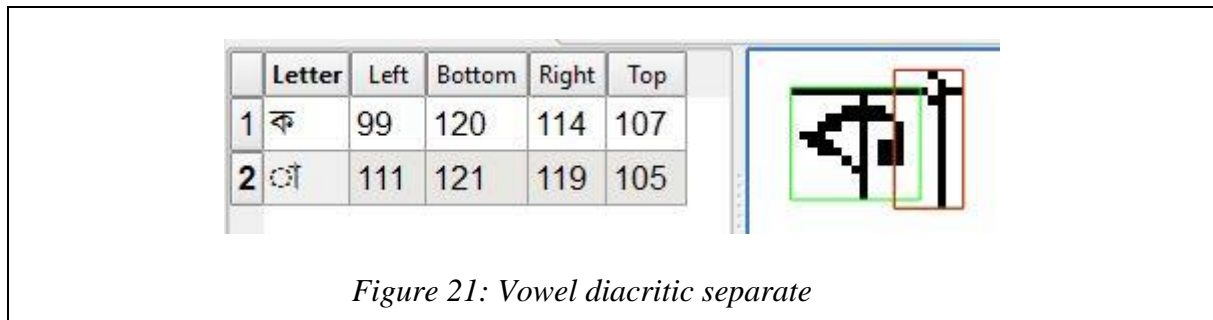 Letter Left Bottom Right Top
1 ক 99 120 114 107
2 া 111 121 119 105
Figure 21: Vowel diacritic separate